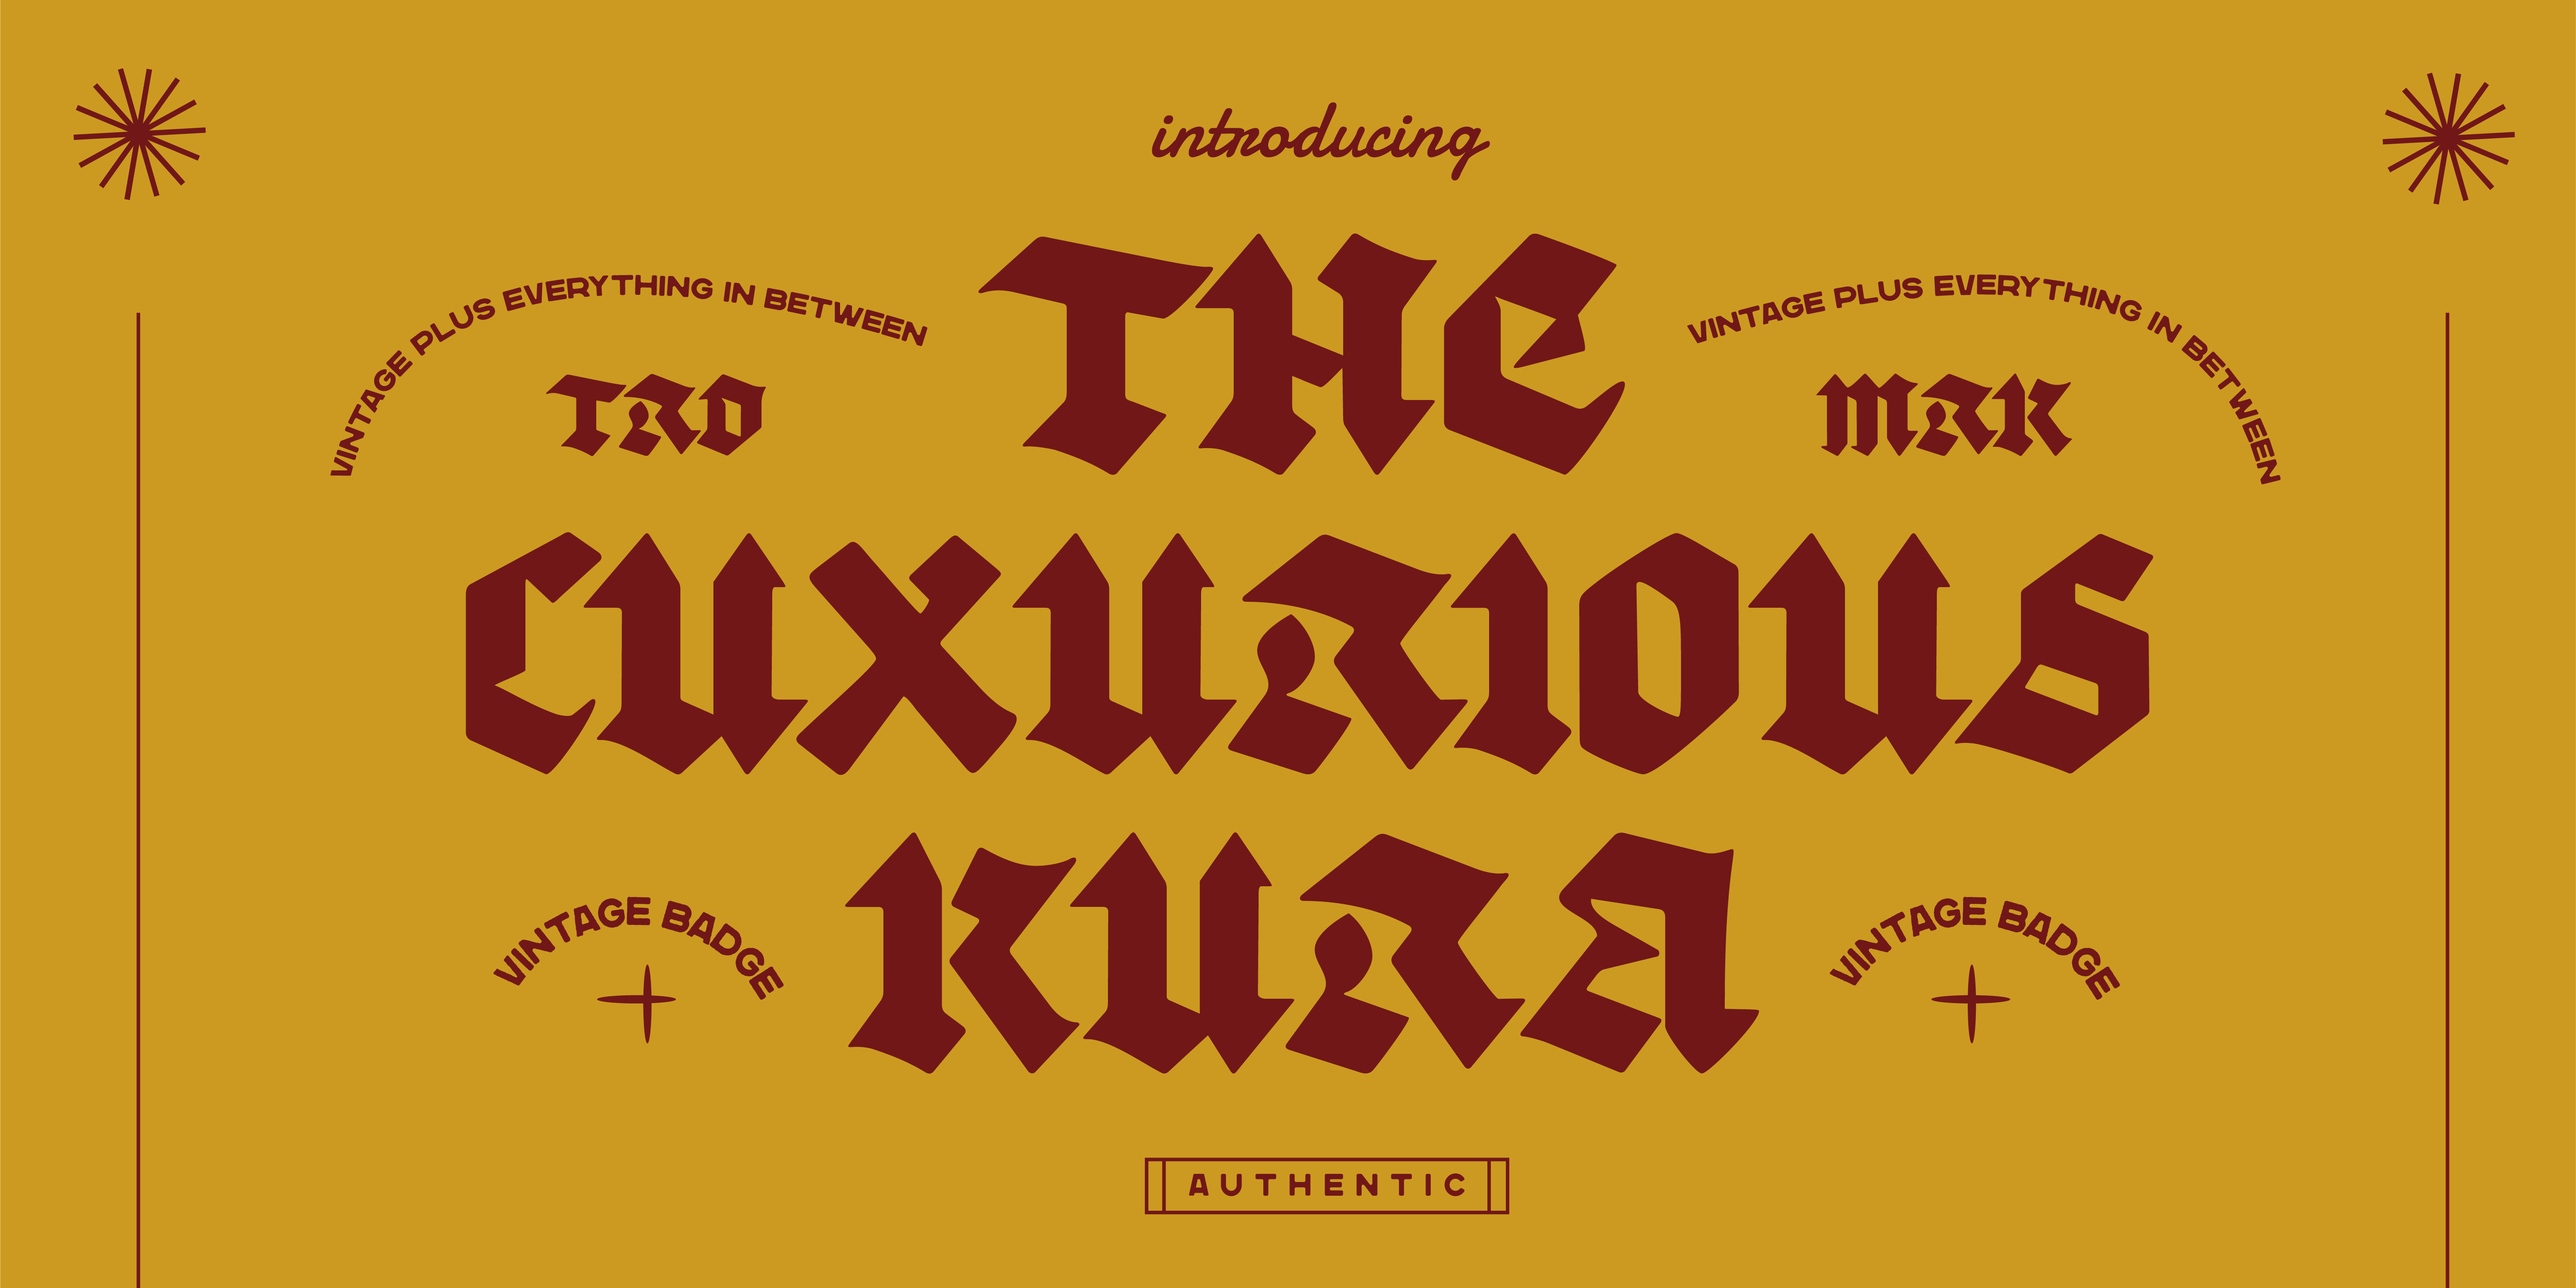 introducing
THE
VINTAGE PLUS EVERYTHING IN BETWEEN
TRD
VINTAGE PLUS EVERYTHING IN BETWEEN
MRK
LUXURIOUS
KURA
VINTAGE BADGE
VINTAGE BADGE
AUTHENTIC